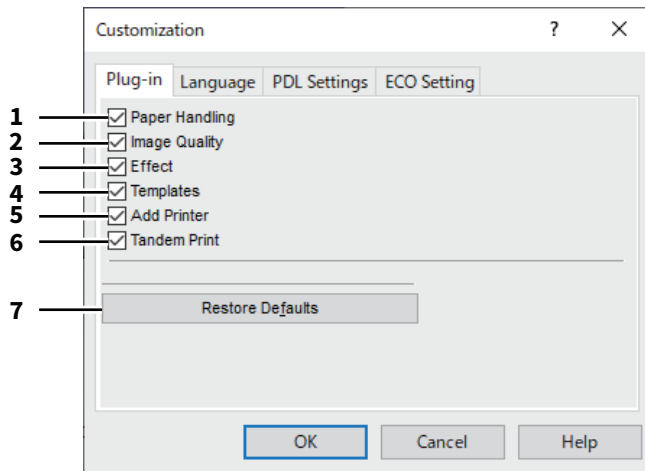 Customization ?
Plug-in Language PDL Settings ECO Setting
1 Paper Handling
2 Image Quality
3 Effect
4 Templates
5 Add Printer
6 Tandem Print
7 Restore Defaults
OK Cancel Help